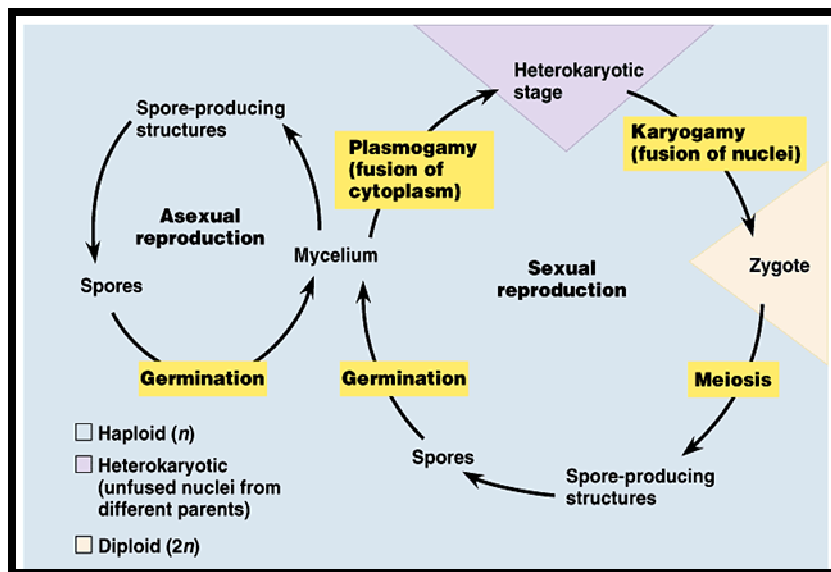 Heterokaryotic
stage
Spore-producing
structures
Plasmogamy
(fusion of
cytoplasm)
Karyogamy
(fusion of nuclei)
Asexual
reproduction
Mycelium
Sexual
reproduction
Zygote
Spores
Germination
Germination
Meiosis
Haploid (n)
Heterokaryotic
(unfused nuclei from
different parents)
Diploid (2n)
Spores
Spore-producing
structures